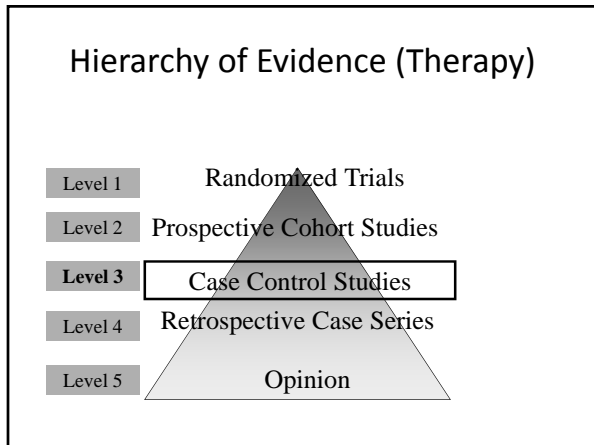 Hierarchy of Evidence (Therapy)
Level 1 Randomized Trials
Level 2 Prospective Cohort Studies
Level 3 Case Control Studies
Level 4 Retrospective Case Series
Level 5 Opinion